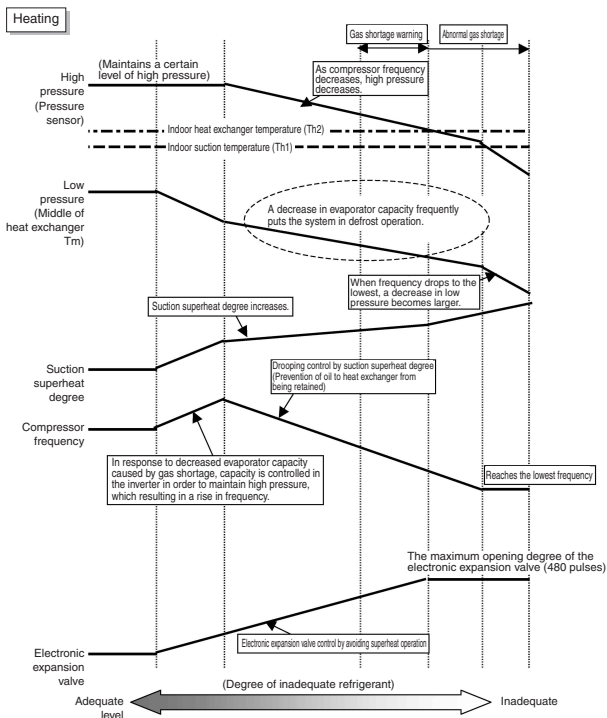 Heating
Gas shortage warning
Abnormal gas shortage
(Maintains a certain
level of high pressure)
As compressor frequency
decreases, high pressure
decreases.
High
pressure
(Pressure
sensor)
Indoor heat exchanger temperature (Th2)
Indoor suction temperature (Th1)
Low
pressure
(Middle of
heat exchanger
Tm)
A decrease in evaporator capacity frequently
puts the system in defrost operation.
When frequency drops to the
lowest, a decrease in low
pressure becomes larger.
Suction superheat degree increases.
Suction
superheat
degree
Drooping control by suction superheat degree
(Prevention of oil to heat exchanger from
being retained)
Compressor
frequency
In response to decreased evaporator capacity
caused by gas shortage, capacity is controlled in
the inverter in order to maintain high pressure,
which resulting in a rise in frequency.
Reaches the lowest frequency
The maximum opening degree of the
electronic expansion valve (480 pulses)
Electronic expansion valve control by avoiding superheat operation
Electronic
expansion
valve
(Degree of inadequate refrigerant)
Adequate
level
Inadequate